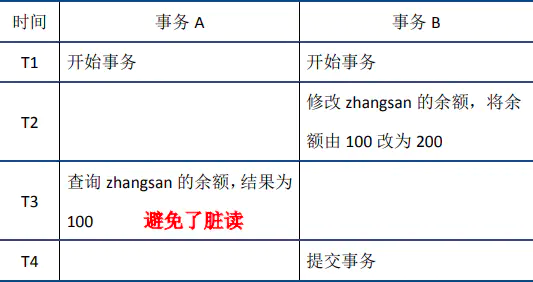 时间 事务 A 事务 B
T1 开始事务 开始事务
T2 修改 zhangsan 的余额，将余
额由 100 改为 200
T3 查询 zhangsan 的余额，结果为
100 避免了脏读
T4 提交事务